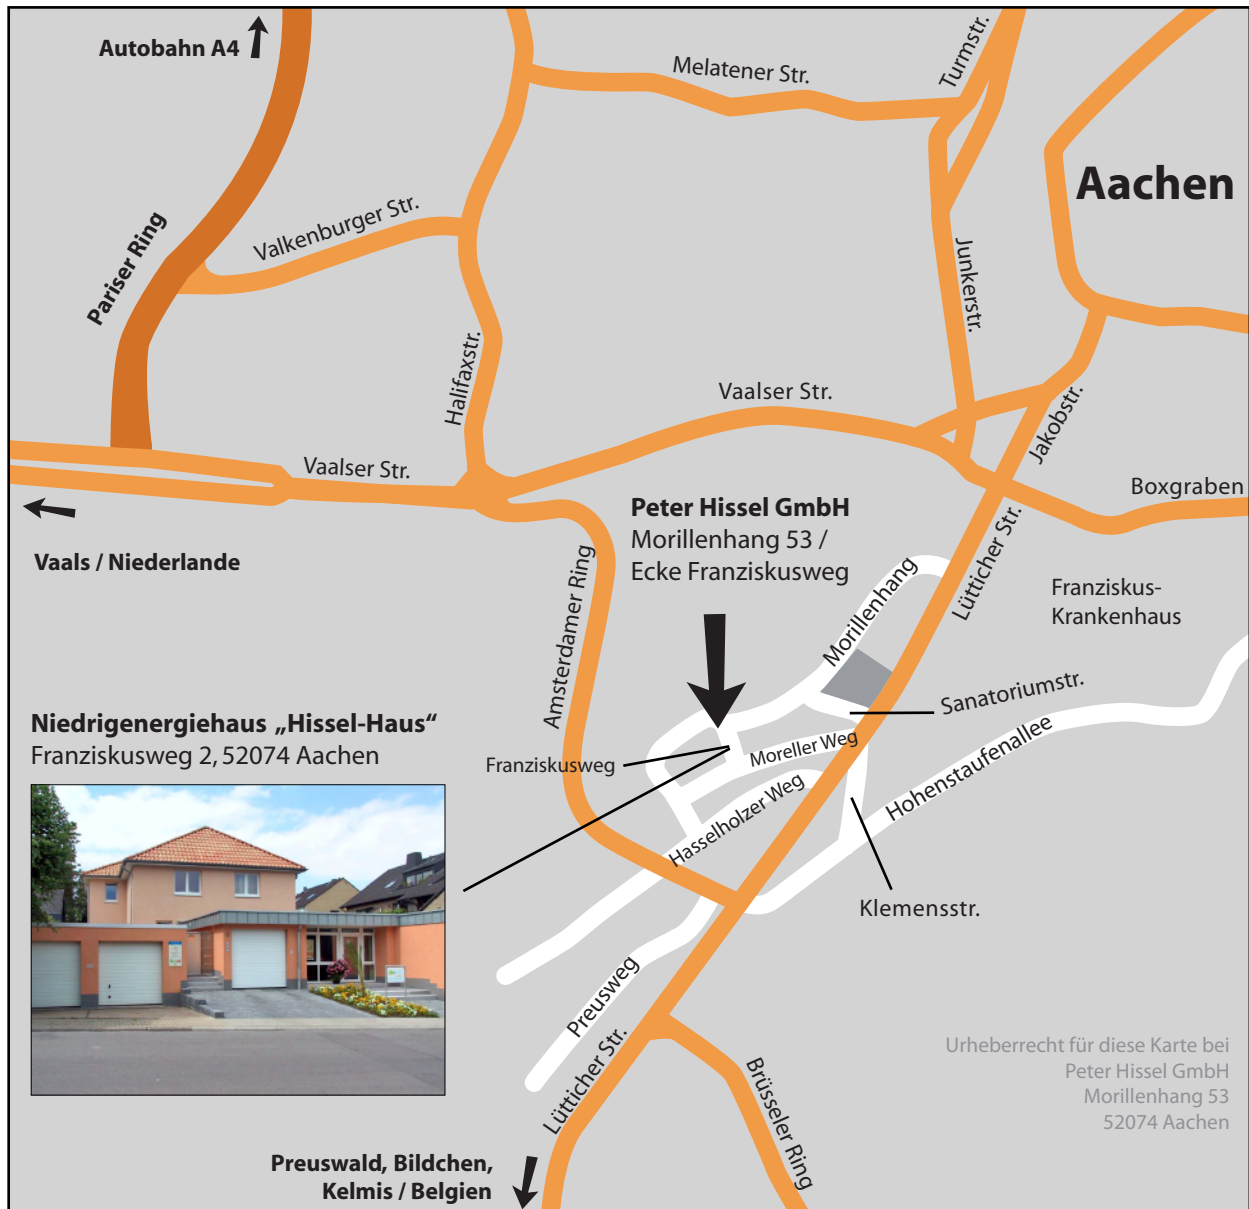 Autobahn A4
Melatener Str.
Turmstr.
Aachen
Pariser Ring
Valkenburger Str.
Junkerstr.
Halifaxstr.
Vaalser Str.
Jakobstr.
Vaalser Str.
Boxgraben
Vaals / Niederlande
Peter Hissel GmbH
Morillenhang 53 /
Ecke Franziskusweg
Lütticher Str.
Franziskus-
Krankenhaus
Amsterdamer Ring
Morillenhang
Sanatoriumstr.
Niedrigenergiehaus „Hissel-Haus“
Franziskusweg 2, 52074 Aachen
Franziskusweg
Moreller Weg
Hohenstaufenallee
Hasselholzer Weg
Klemensstr.
Preusweg
Lütticher Str.
Brüsseler Ring
Urheberrecht für diese Karte bei
Peter Hissel GmbH
Morillenhang 53
52074 Aachen
Preuswald, Bildchen,
Kelmis / Belgien